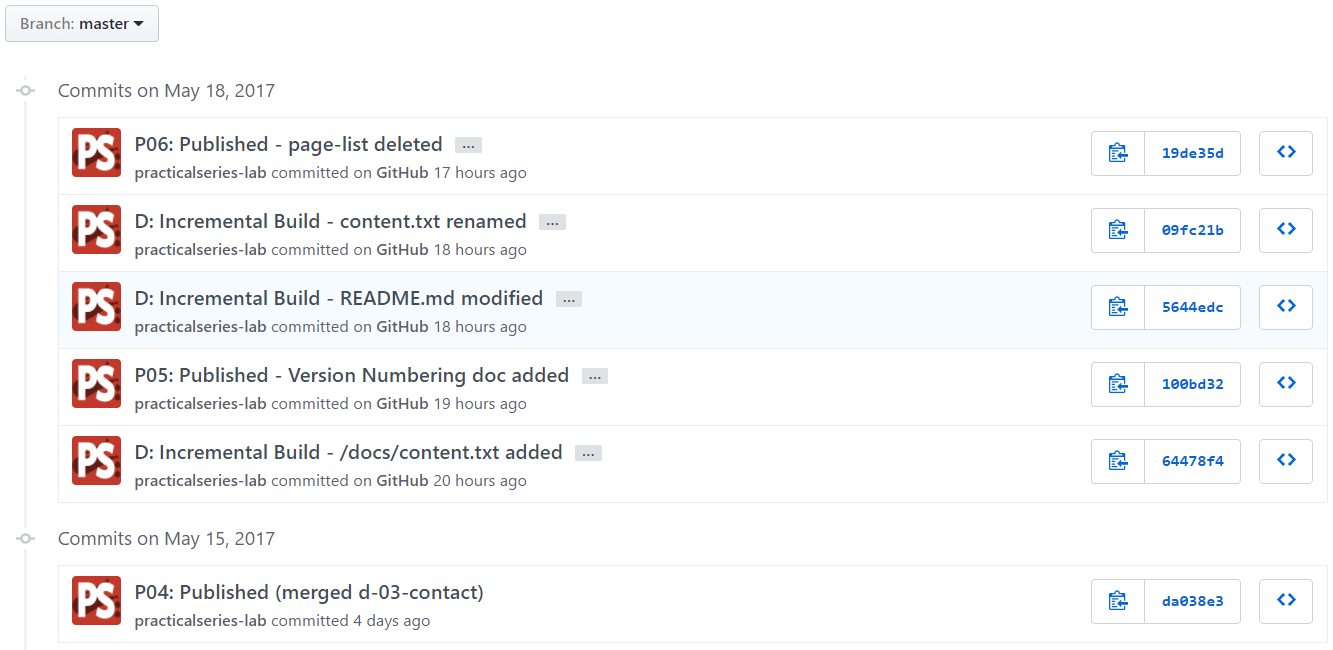 Branch: master
Commits on May 18, 2017
PS
P06: Published - page-list deleted ...
practicalseries-lab committed on GitHub 17 hours ago
19de35d
PS
D: Incremental Build - content.txt renamed ...
practicalseries-lab committed on GitHub 18 hours ago
09fc21b
PS
D: Incremental Build - README.md modified ...
practicalseries-lab committed on GitHub 18 hours ago
5644edc
PS
P05: Published - Version Numbering doc added ...
practicalseries-lab committed on GitHub 19 hours ago
100bd32
PS
D: Incremental Build - /docs/content.txt added ...
practicalseries-lab committed on GitHub 20 hours ago
64478f4
Commits on May 15, 2017
PS
P04: Published (merged d-03-contact)
practicalseries-lab committed 4 days ago
da038e3